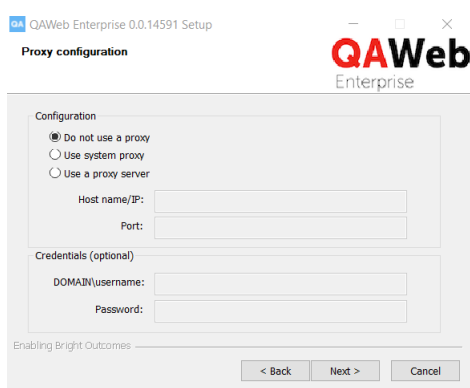 QA QAWeb Enterprise 0.0.14591 Setup
Proxy configuration
QAWeb
Enterprise
Configuration
Do not use a proxy
Use system proxy
Use a proxy server
Host name/IP:
Port:
Credentials (optional)
DOMAIN\username:
Password:
Enabling Bright Outcomes
< Back Next > Cancel